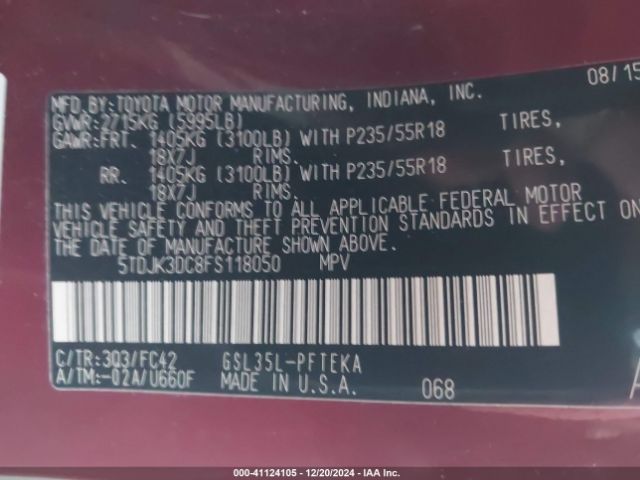 08/15
MFD.BY:TOYOTA MOTOR MANUFACTURING, INDIANA, INC.
GVWR:2715KG (5995LB)
GAWR:FRT. 1405KG (3100LB) WITH P235/55R18 TIRES,
18X7J RIMS.
RR. 1405KG (3100LB) WITH P235/55R18 TIRES,
18X7J RIMS.
THIS VEHICLE CONFORMS TO ALL APPLICABLE FEDERAL MOTOR
VEHICLE SAFETY AND THEFT PREVENTION STANDARDS IN EFFECT ON
THE DATE OF MANUFACTURE SHOWN ABOVE.
5TDJK3DC8FS118050 MPV
C/TR:3Q3/FC42 GSL35L-PFTEKA
A/TM:-02A/U660F MADE IN U.S.A. 068
000-41124105 - 12/20/2024 - IAA Inc.